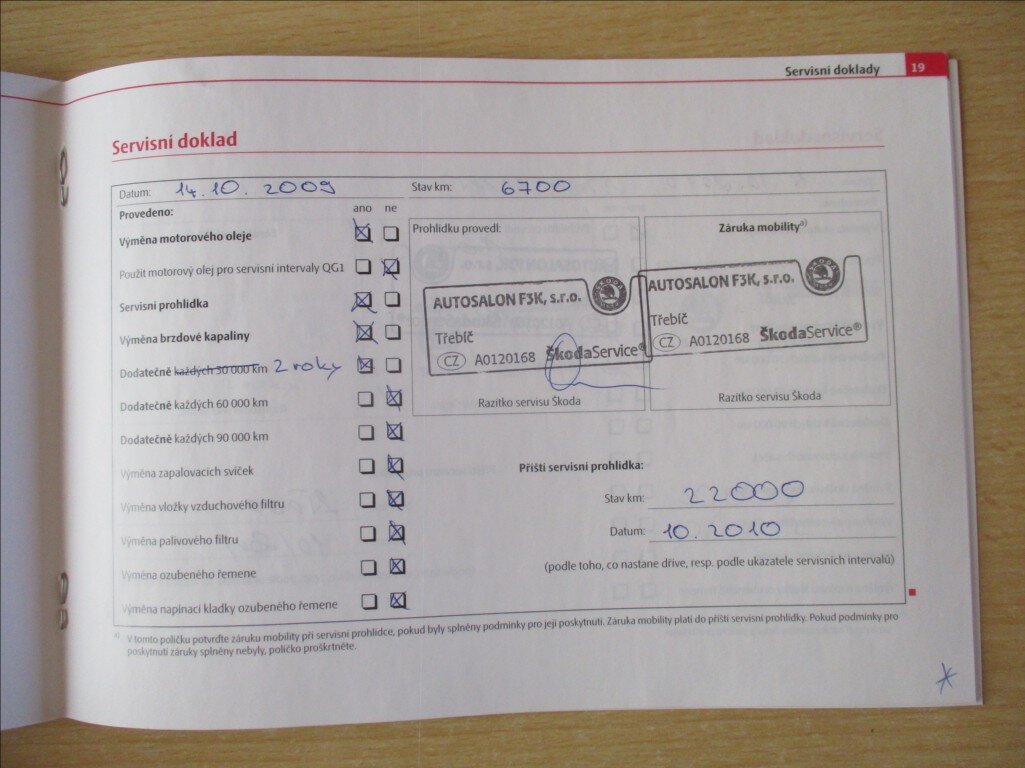 Servisní doklady 19
Servisní doklad
Datum: 14.10.2009 Stav km: 6700
Provedeno: ano ne
Výměna motorového oleje
Použit motorový olej pro servisní intervaly QG1
Servisní prohlídka
Výměna brzdové kapaliny
Dodatečně každých 30 000 km 2 roky
Dodatečně každých 60 000 km
Dodatečně každých 90 000 km
Výměna zapalovacích svíček
Výměna vložky vzduchového filtru
Výměna palivového filtru
Výměna ozubeného řemene
Výměna napínací kladky ozubeného řemene
Prohlídku provedl:
AUTOSALON F3K, s.r.o.
Třebíč
CZ A0120168 ŠkodaService®
Razítko servisu Škoda
Záruka mobility a)
AUTOSALON F3K, s.r.o.
Třebíč
CZ A0120168 ŠkodaService®
Razítko servisu Škoda
Příští servisní prohlídka:
Stav km: 22000
Datum: 10.2010
(podle toho, co nastane dříve, resp. podle ukazatele servisních intervalů)
a) V tomto políčku potvrďte záruku mobility při servisní prohlídce, pokud byly splněny podmínky pro její poskytnutí. Záruka mobility platí do příští servisní prohlídky. Pokud podmínky pro
poskytnutí záruky splněny nebyly, políčko proškrtněte.